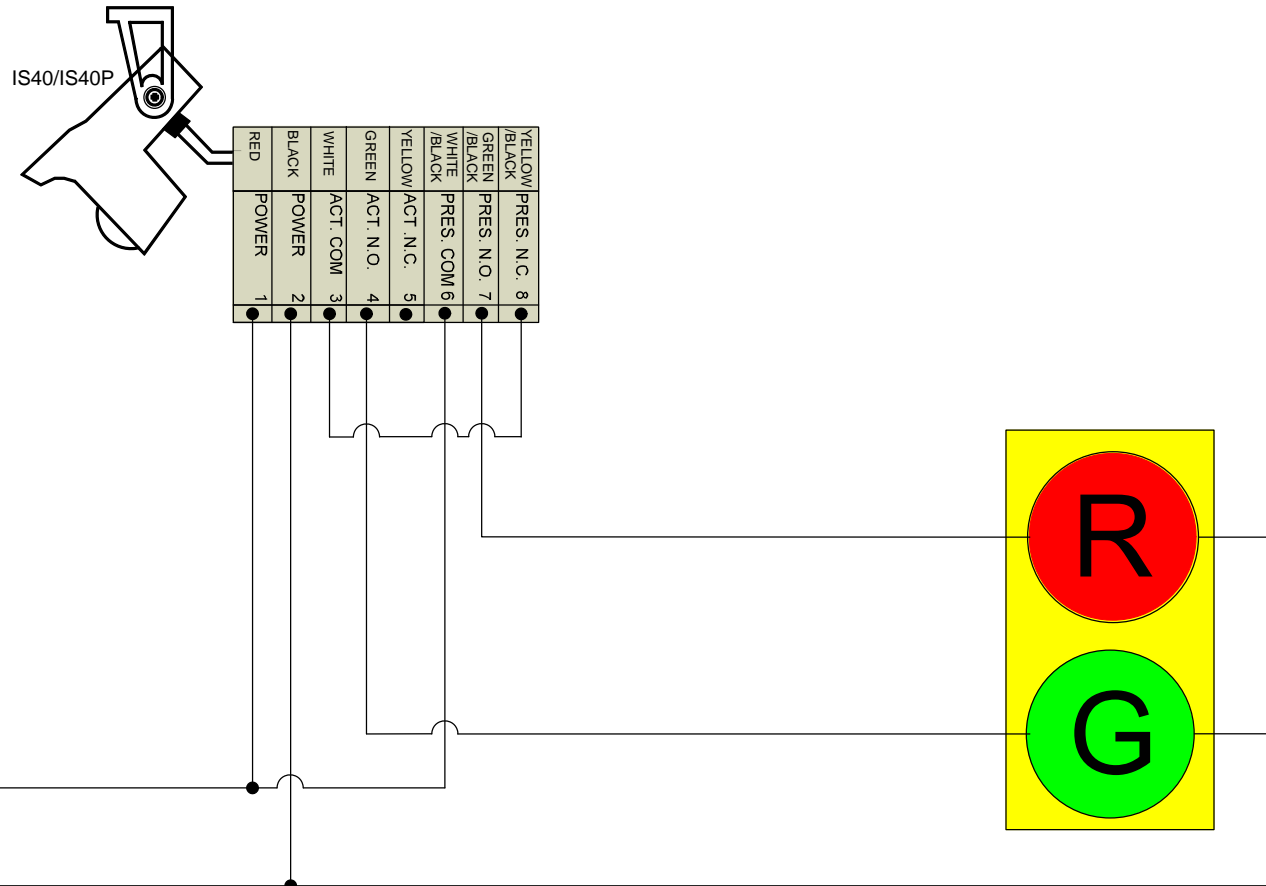 IS40/IS40P
RED
POWER
1
BLACK
POWER
2
WHITE
ACT. COM
3
GREEN
ACT. N.O.
4
YELLOW
ACT .N.C.
5
WHITE
/BLACK
PRES. COM
6
GREEN
/BLACK
PRES. N.O.
7
YELLOW
/BLACK
PRES. N.C.
8
R
G